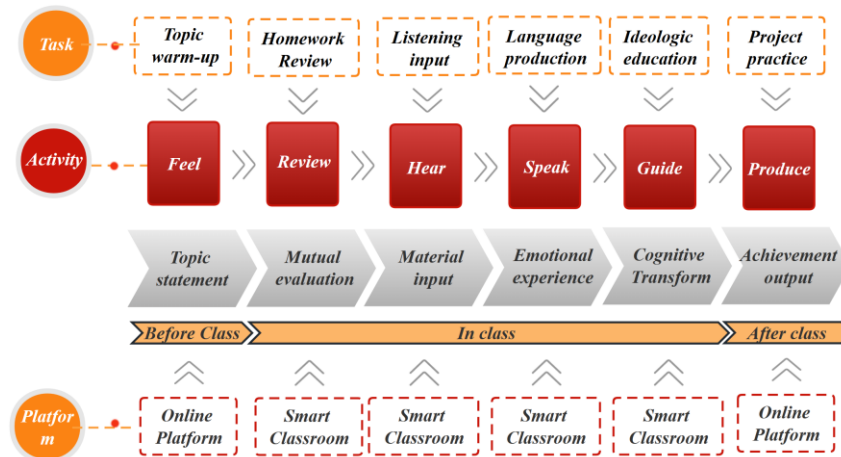 Task
Topic
warm-up
Homework
Review
Listening
input
Language
production
Ideologic
education
Project
practice
Activity
Feel
Review
Hear
Speak
Guide
Produce
Topic
statement
Mutual
evaluation
Material
input
Emotional
experience
Cognitive
Transform
Achievement
output
Before Class
In class
After class
Platfor
m
Online
Platform
Smart
Classroom
Smart
Classroom
Smart
Classroom
Smart
Classroom
Online
Platform